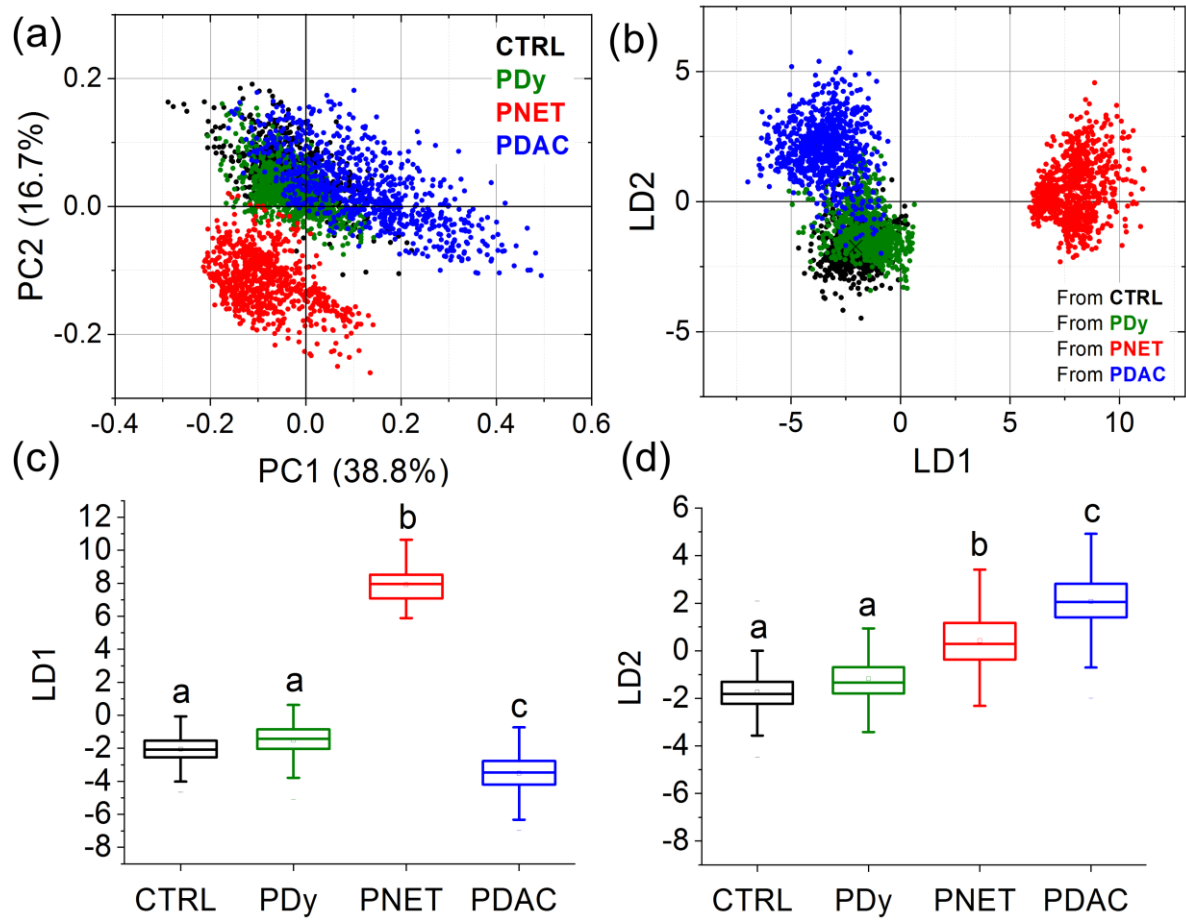 (a)
CTRL
PDy
PNET
PDAC
PC2 (16.7%)
0.2
0.0
-0.2
-0.4
-0.2
0.0
0.2
0.4
0.6
PC1 (38.8%)
(b)
LD2
5
0
-5
From CTRL
From PDy
From PNET
From PDAC
-5
0
5
10
LD1
(c)
LD1
12
10
8
6
4
2
0
-2
-4
-6
-8
a
a
b
c
CTRL
PDy
PNET
PDAC
(d)
LD2
6
4
2
0
-2
-4
-6
-8
a
a
b
c
CTRL
PDy
PNET
PDAC